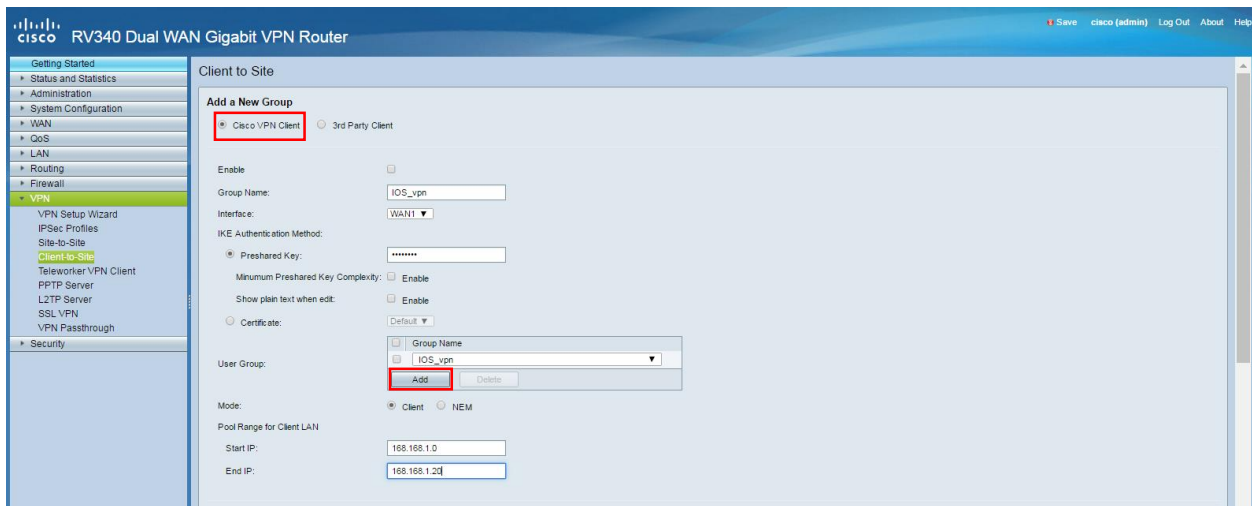 Save cisco (admin) Log Out About Help
cisco RV340 Dual WAN Gigabit VPN Router
Getting Started
Status and Statistics
Administration
System Configuration
WAN
QoS
LAN
Routing
Firewall
VPN
VPN Setup Wizard
IPSec Profiles
Site-to-Site
Client-to-Site
Teleworker VPN Client
PPTP Server
L2TP Server
SSL VPN
VPN Passthrough
Security
Client to Site
Add a New Group
Cisco VPN Client 3rd Party Client
Enable
Group Name: IOS_vpn
Interface: WAN1
IKE Authentication Method:
Preshared Key: ••••••••
Minumum Preshared Key Complexity: Enable
Show plain text when edit: Enable
Certificate: Default
Group Name
User Group: IOS_vpn
Add Delete
Mode: Client NEM
Pool Range for Client LAN
Start IP: 168.168.1.0
End IP: 168.168.1.20